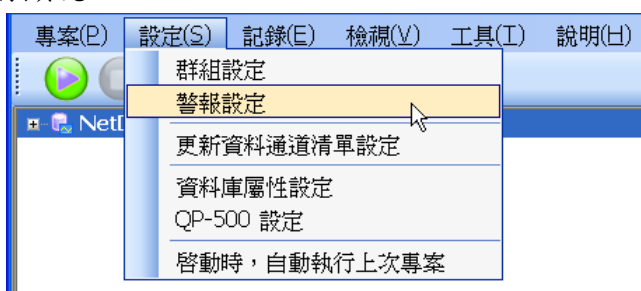 專案(P) 設定(S) 記錄(E) 檢視(V) 工具(T) 說明(H)
群組設定
警報設定
NetD
更新資料通道清單設定
資料庫屬性設定
QP-500 設定
啓動時，自動執行上次專案